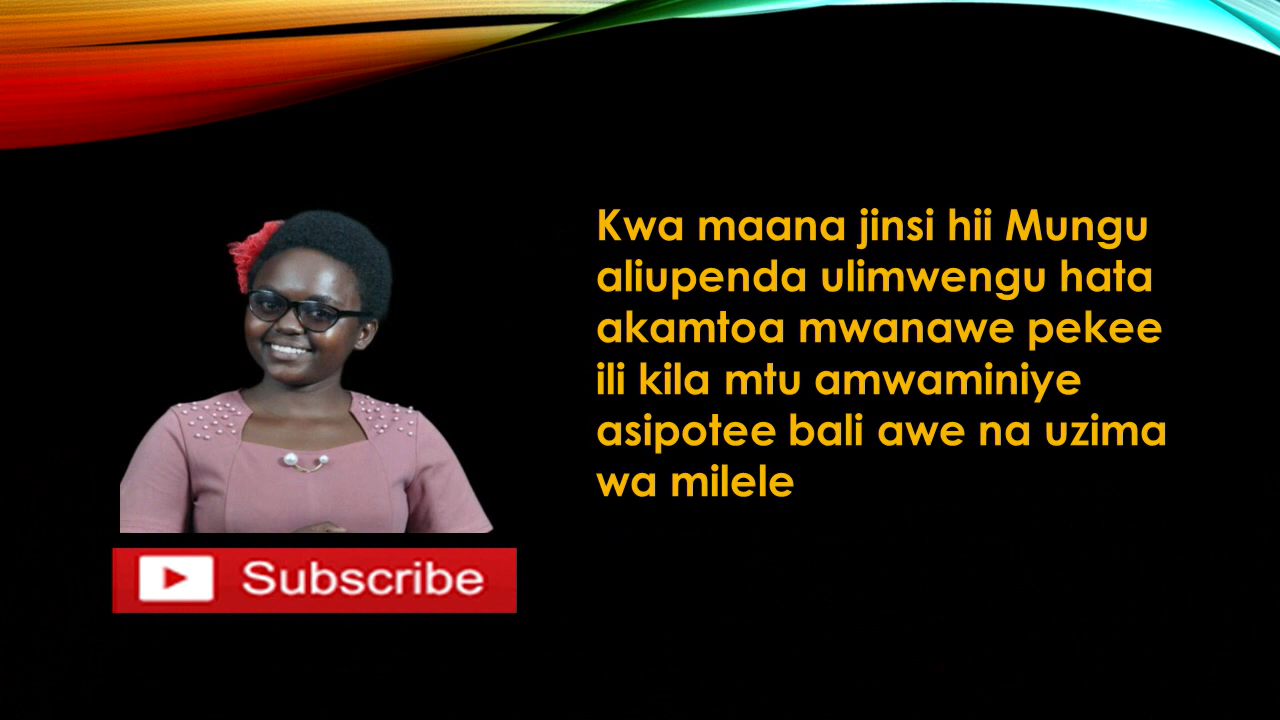 Kwa maana jinsi hii Mungu
aliupenda ulimwengu hata
akamtoa mwanawe pekee
ili kila mtu amwaminiye
asipotee bali awe na uzima
wa milele
Subscribe